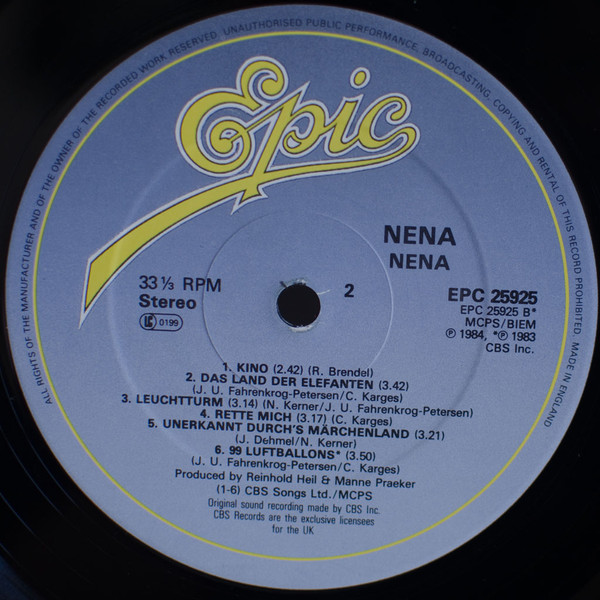 ALL RIGHTS OF THE MANUFACTURER AND OF THE OWNER OF THE RECORDED WORK RESERVED. UNAUTHORISED PUBLIC PERFORMANCE, BROADCASTING, COPYING AND RENTAL OF THIS RECORD PROHIBITED. MADE IN ENGLAND
Epic
NENA
NENA
33 1/3 RPM
Stereo
LC 0199
2
EPC 25925
EPC 25925 B*
MCPS/BIEM
℗ 1984, *℗ 1983
CBS Inc.
1. KINO (2.42) (R. Brendel)
2. DAS LAND DER ELEFANTEN (3.42)
(J. U. Fahrenkrog-Petersen/C. Karges)
3. LEUCHTTURM (3.14) (N. Kerner/J. U. Fahrenkrog-Petersen)
4. RETTE MICH (3.17) (C. Karges)
5. UNERKANNT DURCH'S MÄRCHENLAND (3.21)
(J. Dehmel/N. Kerner)
6. 99 LUFTBALLONS* (3.50)
(J. U. Fahrenkrog-Petersen/C. Karges)
Produced by Reinhold Heil & Manne Praeker
(1-6) CBS Songs Ltd./MCPS
Original sound recording made by CBS Inc.
CBS Records are the exclusive licensees
for the UK